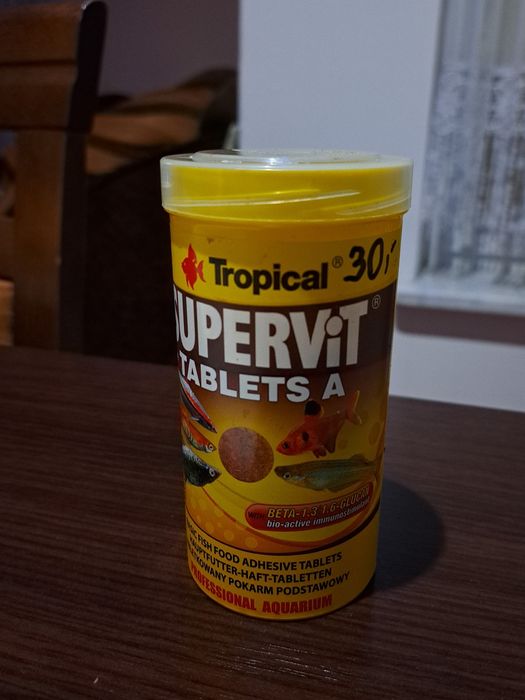 Tropical® 30,-
SUPERViT®
TABLETS A
with BETA-1.3 1.6-GLUCAN
bio-active immunostimulant
FISH FOOD ADHESIVE TABLETS
HAUPTFUTTER-HAFT-TABLETTEN
POKARM PODSTAWOWY
PROFESSIONAL AQUARIUM